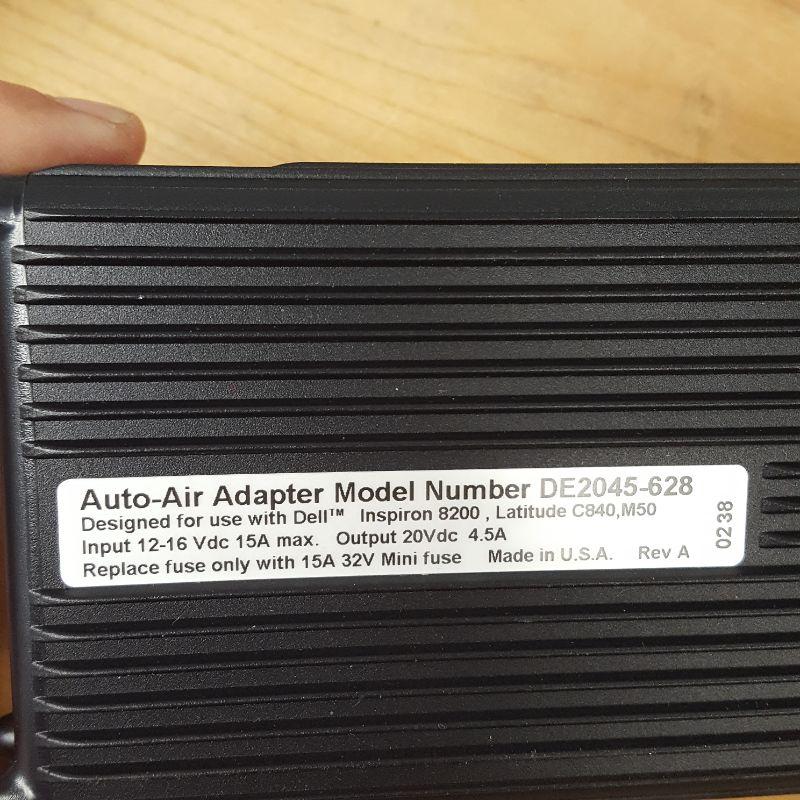 Auto-Air Adapter Model Number DE2045-628
Designed for use with Dell™ Inspiron 8200 , Latitude C840,M50
Input 12-16 Vdc 15A max. Output 20Vdc 4.5A
Replace fuse only with 15A 32V Mini fuse Made in U.S.A. Rev A
0238